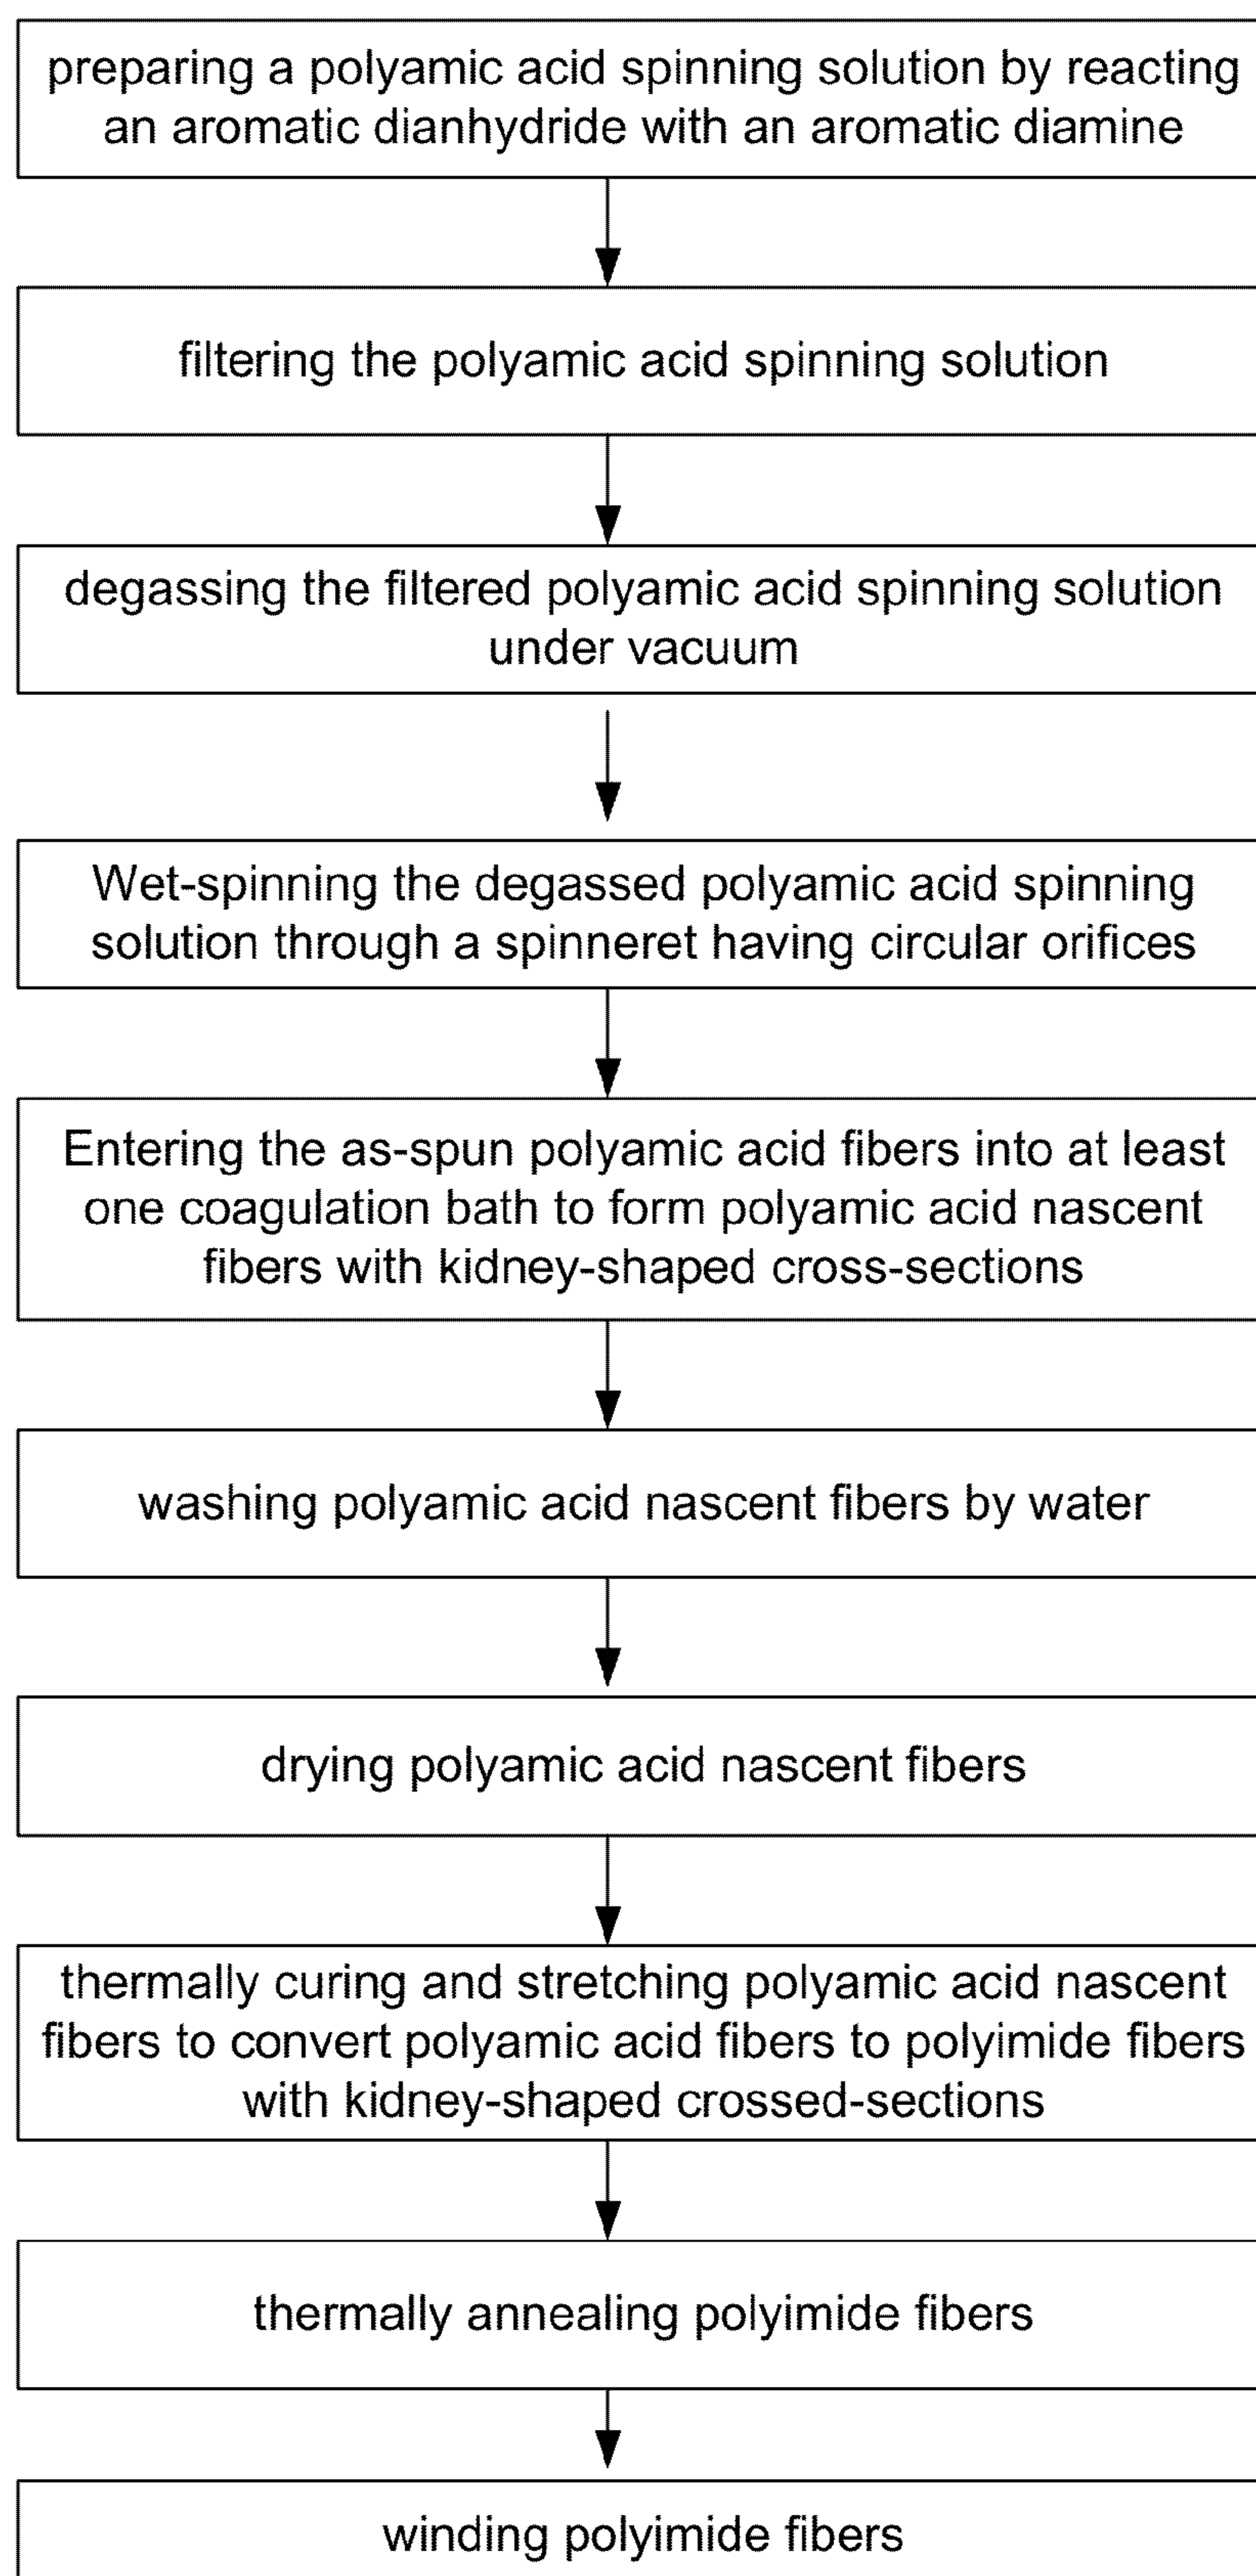 preparing a polyamic acid spinning solution by reacting
an aromatic dianhydride with an aromatic diamine
filtering the polyamic acid spinning solution
degassing the filtered polyamic acid spinning solution
under vacuum
Wet-spinning the degassed polyamic acid spinning
solution through a spinneret having circular orifices
Entering the as-spun polyamic acid fibers into at least
one coagulation bath to form polyamic acid nascent
fibers with kidney-shaped cross-sections
washing polyamic acid nascent fibers by water
drying polyamic acid nascent fibers
thermally curing and stretching polyamic acid nascent
fibers to convert polyamic acid fibers to polyimide fibers
with kidney-shaped crossed-sections
thermally annealing polyimide fibers
winding polyimide fibers